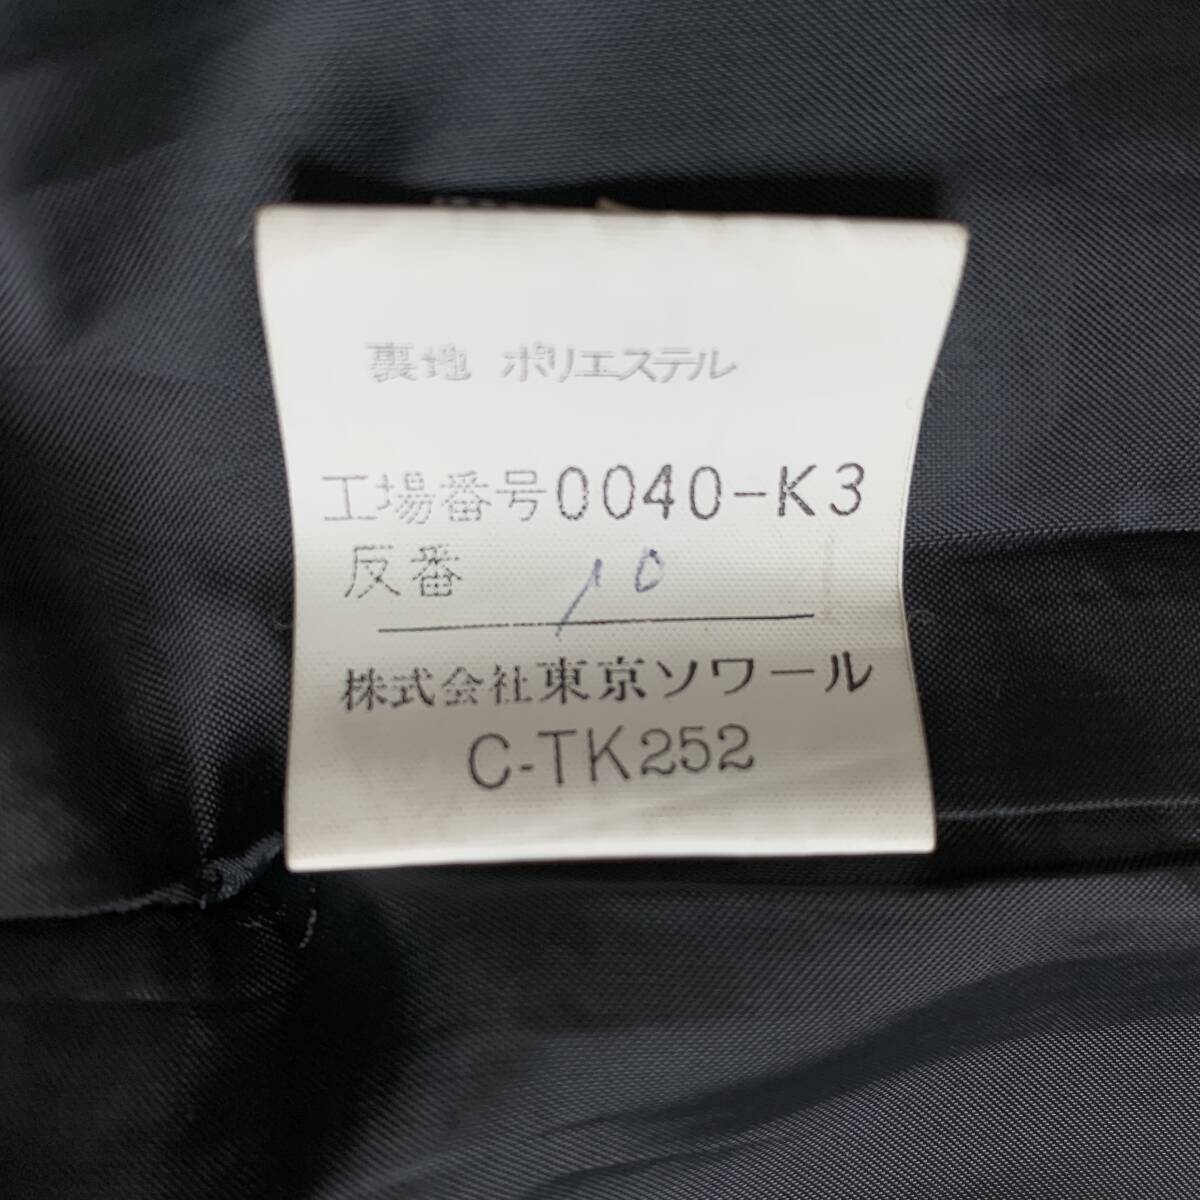 裏地 ポリエステル
工場番号0040-K3
反番 10
株式会社東京ソワール
C-TK252